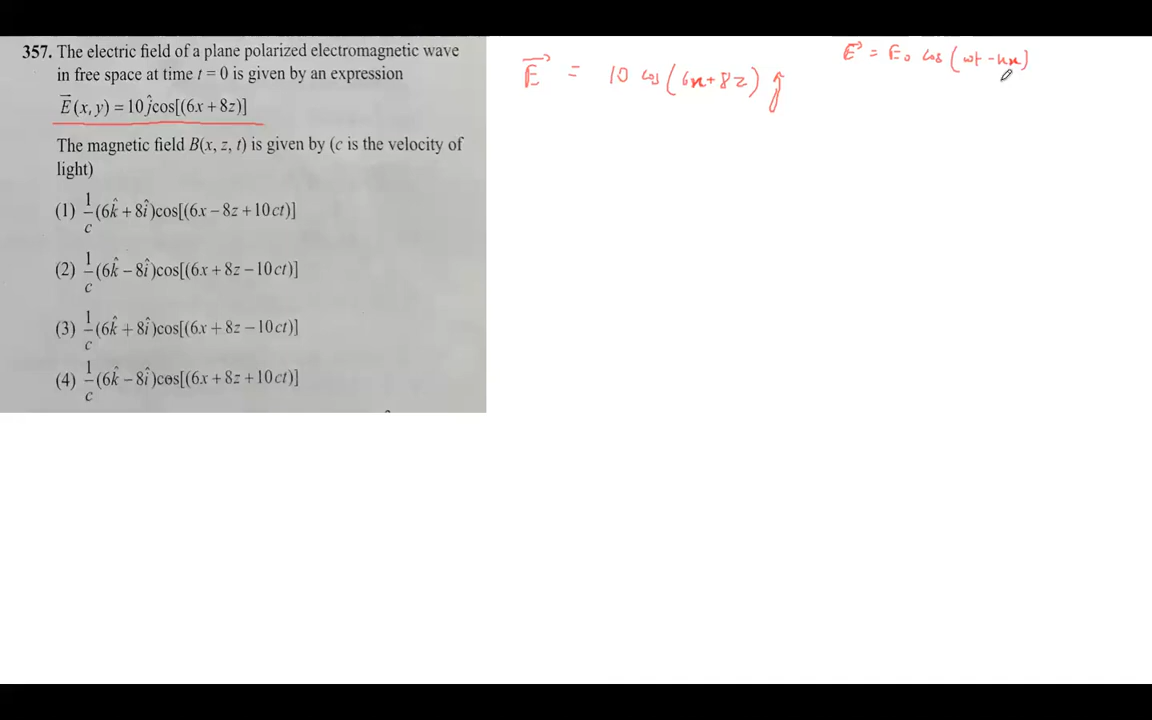 357. The electric field of a plane polarized electromagnetic wave
in free space at time t = 0 is given by an expression
E⃗(x, y) = 10ĵcos[(6x + 8z)]
The magnetic field B(x, z, t) is given by (c is the velocity of
light)
(1) 1/c (6k̂ + 8î)cos[(6x − 8z + 10ct)]
(2) 1/c (6k̂ − 8î)cos[(6x + 8z − 10ct)]
(3) 1/c (6k̂ + 8î)cos[(6x + 8z − 10ct)]
(4) 1/c (6k̂ − 8î)cos[(6x + 8z + 10ct)]
E⃗ = 10 cos(6x+8z) ĵ
E⃗ = E₀ cos(ωt − kx)